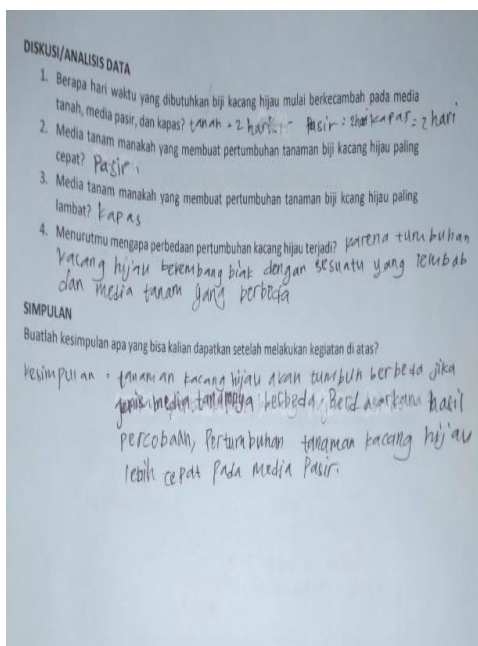 DISKUSI/ANALISIS DATA
1. Berapa hari waktu yang dibutuhkan biji kacang hijau mulai berkecambah pada media
tanah, media pasir, dan kapas? tanah = 2 hari Pasir : 2 hari kapas = 2 hari
2. Media tanam manakah yang membuat pertumbuhan tanaman biji kacang hijau paling
cepat? Pasir
3. Media tanam manakah yang membuat pertumbuhan tanaman biji kcang hijau paling
lambat? kapas
4. Menurutmu mengapa perbedaan pertumbuhan kacang hijau terjadi? karena tumbuhan
kacang hijau berembang biak dengan sesuatu yang lembab
dan media tanam yang berbeda
SIMPULAN
Buatlah kesimpulan apa yang bisa kalian dapatkan setelah melakukan kegiatan di atas?
kesimpulan : tanaman kacang hijau akan tumbuh berbeda jika
jenis media tanamnya berbeda. Berdasarkan hasil
percobaan, Pertumbuhan tanaman kacang hijau
lebih cepat Pada media Pasir.